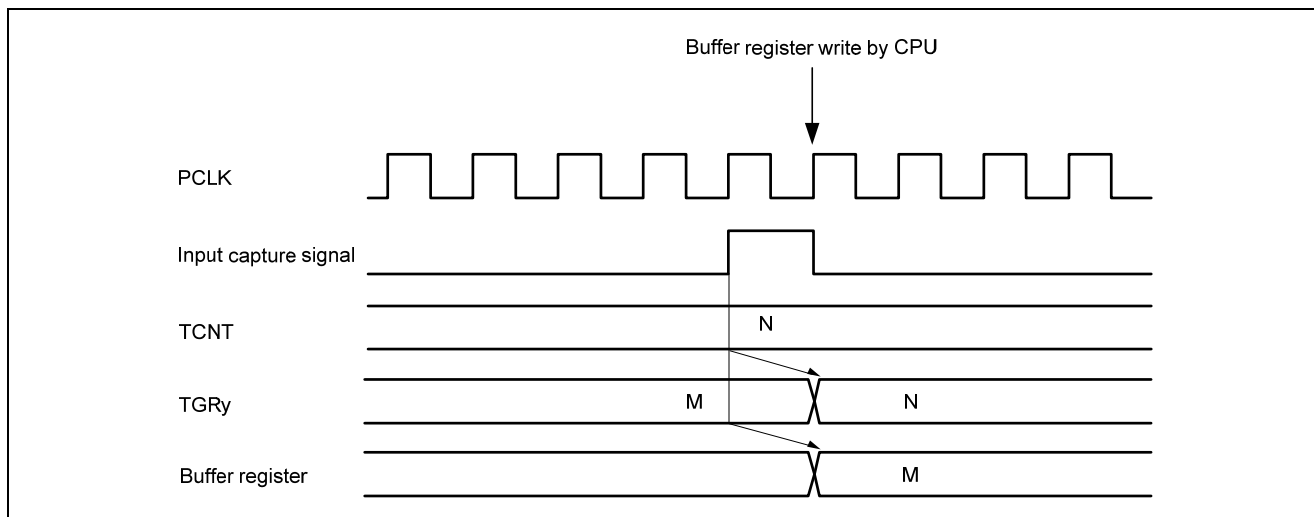 Buffer register write by CPU
PCLK
Input capture signal
TCNT
N
TGRy
M
N
Buffer register
M